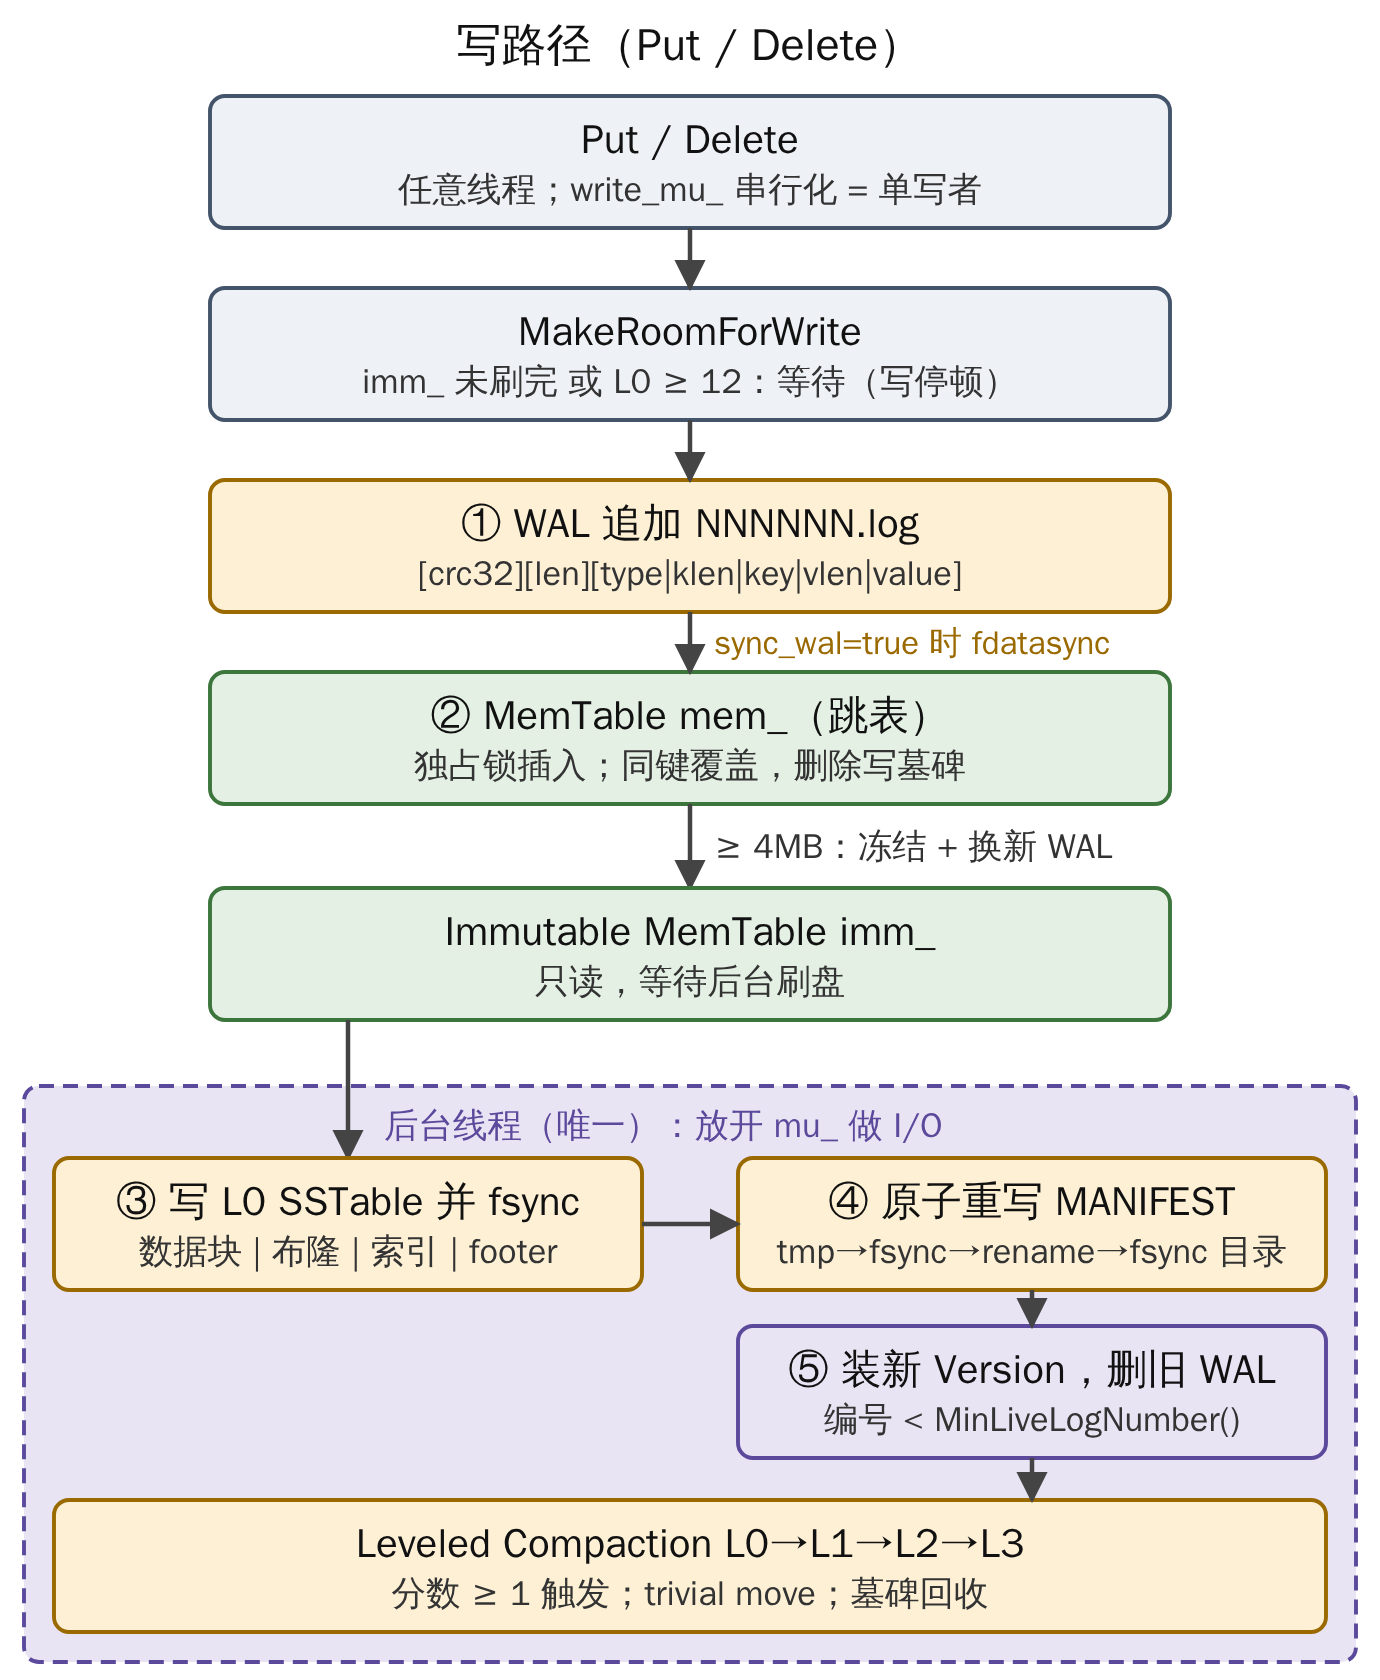 写路径（Put / Delete）
Put / Delete
任意线程；write_mu_ 串行化 = 单写者
MakeRoomForWrite
imm_ 未刷完 或 L0 ≥ 12：等待（写停顿）
① WAL 追加 NNNNNN.log
[crc32][len][type|klen|key|vlen|value]
sync_wal=true 时 fdatasync
② MemTable mem_（跳表）
独占锁插入；同键覆盖，删除写墓碑
≥ 4MB：冻结 + 换新 WAL
Immutable MemTable imm_
只读，等待后台刷盘
后台线程（唯一）：放开 mu_ 做 I/O
③ 写 L0 SSTable 并 fsync
数据块 | 布隆 | 索引 | footer
④ 原子重写 MANIFEST
tmp→fsync→rename→fsync 目录
⑤ 装新 Version，删旧 WAL
编号 < MinLiveLogNumber()
Leveled Compaction L0→L1→L2→L3
分数 ≥ 1 触发；trivial move；墓碑回收